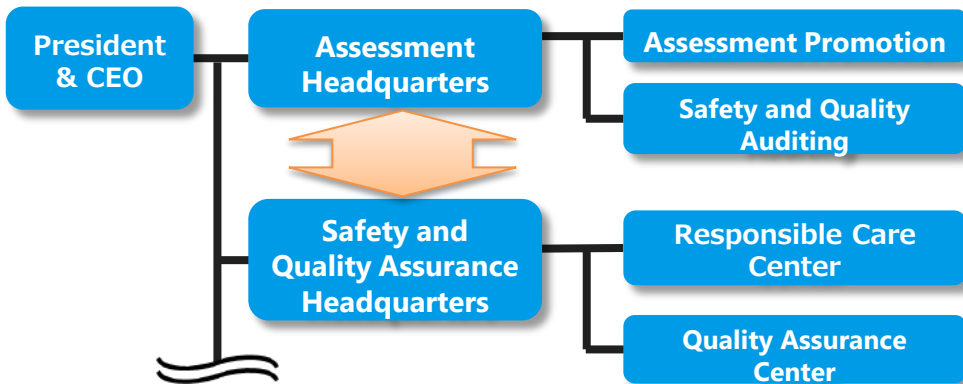 President
& CEO
Assessment
Headquarters
Assessment Promotion
Safety and Quality
Auditing
Safety and
Quality Assurance
Headquarters
Responsible Care
Center
Quality Assurance
Center